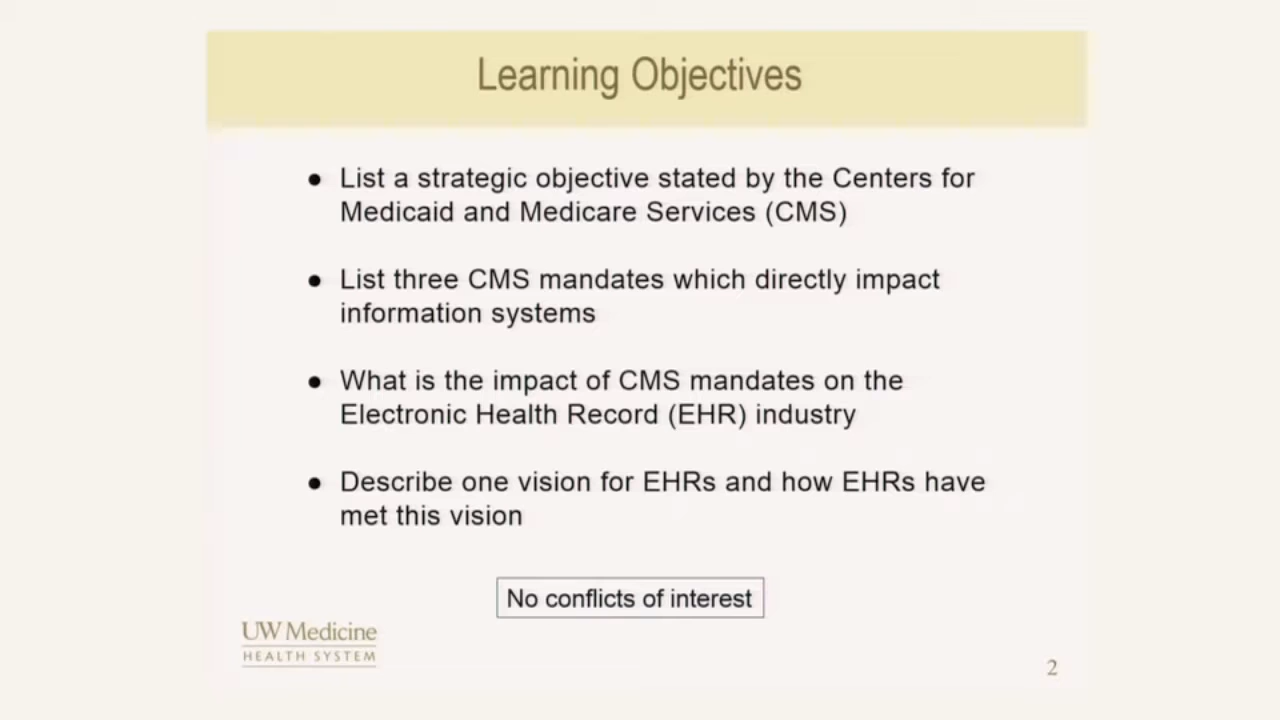 Learning Objectives
● List a strategic objective stated by the Centers for
Medicaid and Medicare Services (CMS)
● List three CMS mandates which directly impact
information systems
● What is the impact of CMS mandates on the
Electronic Health Record (EHR) industry
● Describe one vision for EHRs and how EHRs have
met this vision
No conflicts of interest
UW Medicine
HEALTH SYSTEM
2